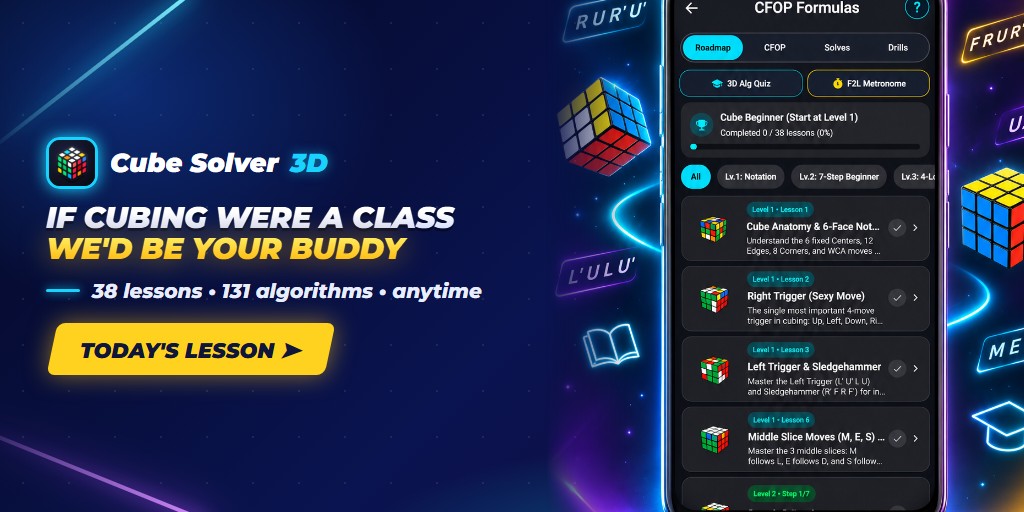 Cube Solver 3D
IF CUBING WERE A CLASS
WE'D BE YOUR BUDDY
38 lessons • 131 algorithms • anytime
TODAY'S LESSON ➤
R U R' U'
L' U L U'
CFOP Formulas
?
Roadmap CFOP Solves Drills
3D Alg Quiz F2L Metronome
Cube Beginner (Start at Level 1)
Completed 0 / 38 lessons (0%)
All Lv.1: Notation Lv.2: 7-Step Beginner Lv.3: 4-Lo
Level 1 • Lesson 1
Cube Anatomy & 6-Face Not...
Understand the 6 fixed Centers, 12
Edges, 8 Corners, and WCA moves ...
Level 1 • Lesson 2
Right Trigger (Sexy Move)
The single most important 4-move
trigger in cubing: Up, Left, Down, Ri...
Level 1 • Lesson 3
Left Trigger & Sledgehammer
Master the Left Trigger (L' U' L U)
and Sledgehammer (R' F R F') for in...
Level 1 • Lesson 6
Middle Slice Moves (M, E, S) ...
Master the 3 middle slices: M
follows L, E follows D, and S follow...
Level 2 • Step 1/7
F R U R'
M E